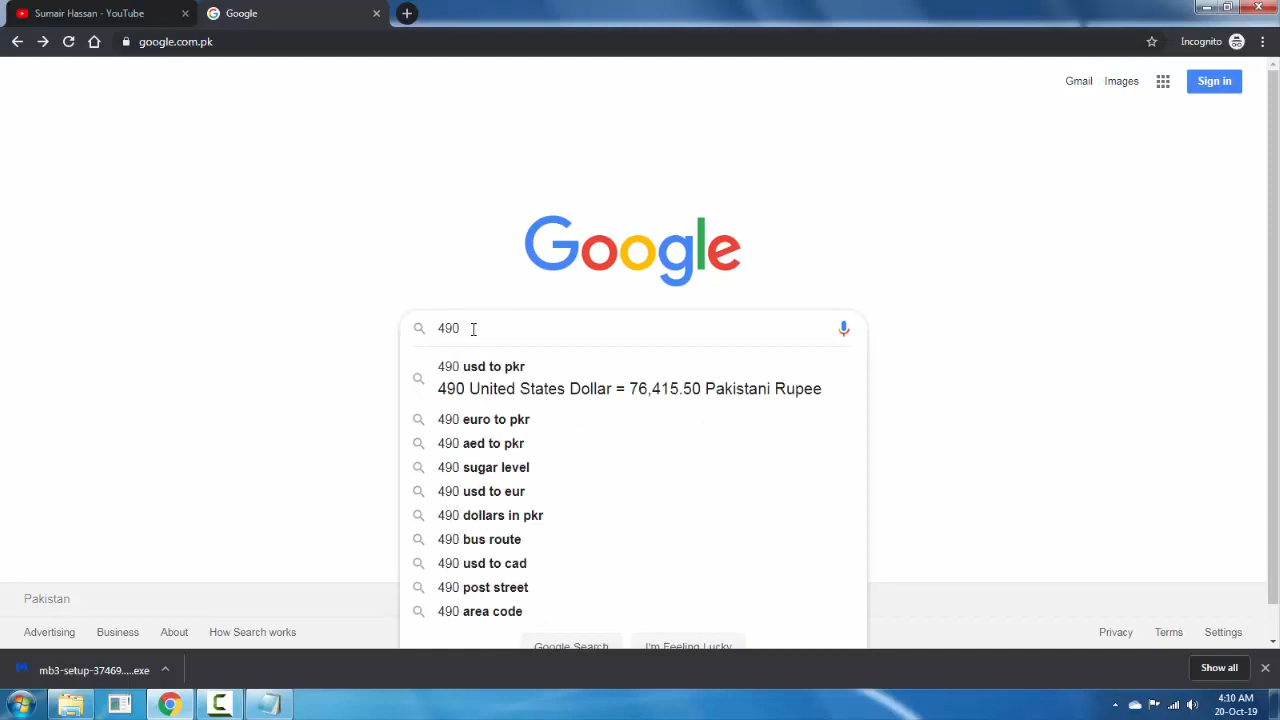 Sumair Hassan - YouTube
Google
google.com.pk
Incognito
Gmail Images Sign in
Google
490
490 usd to pkr
490 United States Dollar = 76,415.50 Pakistani Rupee
490 euro to pkr
490 aed to pkr
490 sugar level
490 usd to eur
490 dollars in pkr
490 bus route
490 usd to cad
490 post street
490 area code
Google Search I'm Feeling Lucky
Pakistan
Advertising Business About How Search works Privacy Terms Settings
mb3-setup-37469.....exe Show all
4:10 AM
20-Oct-19